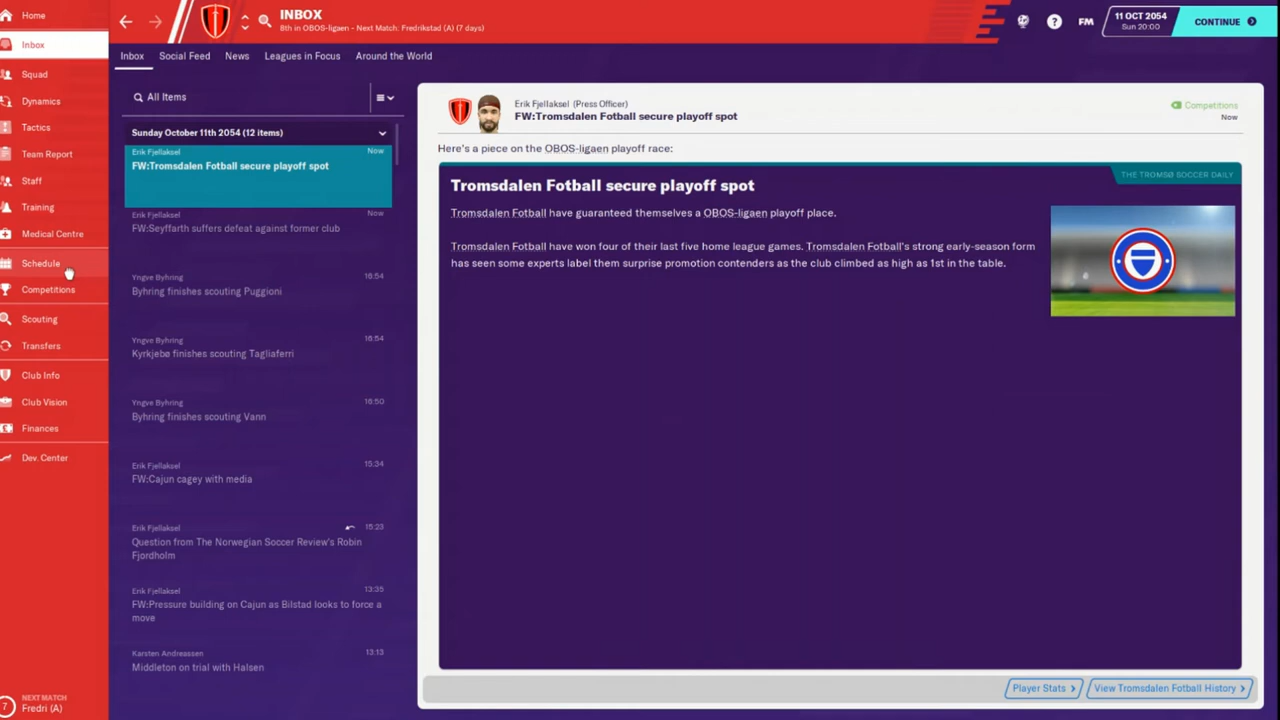 Home
Inbox
Squad
Dynamics
Tactics
Team Report
Staff
Training
Medical Centre
Schedule
Competitions
Scouting
Transfers
Club Info
Club Vision
Finances
Dev. Center
7
NEXT MATCH
Fredri (A)
INBOX
8th in OBOS-ligaen - Next Match: Fredrikstad (A) (7 days)
?
FM
11 OCT 2054
Sun 20:00
CONTINUE
Inbox
Social Feed
News
Leagues in Focus
Around the World
All Items
Sunday October 11th 2054 (12 items)
Erik Fjellaksel
Now
FW:Tromsdalen Fotball secure playoff spot
Erik Fjellaksel
Now
FW:Seyffarth suffers defeat against former club
Yngve Byhring
16:54
Byhring finishes scouting Puggioni
Yngve Byhring
16:54
Kyrkjebø finishes scouting Tagliaferri
Yngve Byhring
16:50
Byhring finishes scouting Vann
Erik Fjellaksel
15:34
FW:Cajun cagey with media
Erik Fjellaksel
15:23
Question from The Norwegian Soccer Review's Robin
Fjordholm
Erik Fjellaksel
13:35
FW:Pressure building on Cajun as Bilstad looks to force a
move
Karsten Andreassen
13:13
Middleton on trial with Halsen
Erik Fjellaksel (Press Officer)
FW:Tromsdalen Fotball secure playoff spot
Competitions
Now
Here's a piece on the OBOS-ligaen playoff race:
THE TROMSØ SOCCER DAILY
Tromsdalen Fotball secure playoff spot
Tromsdalen Fotball have guaranteed themselves a OBOS-ligaen playoff place.
Tromsdalen Fotball have won four of their last five home league games. Tromsdalen Fotball's strong early-season form
has seen some experts label them surprise promotion contenders as the club climbed as high as 1st in the table.
Player Stats
View Tromsdalen Fotball History